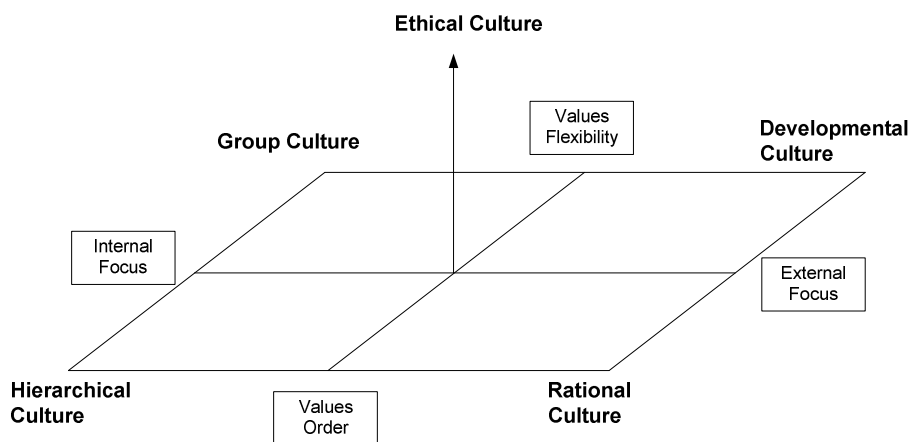 Ethical Culture
Values
Flexibility
Developmental
Culture
Group Culture
Internal
Focus
External
Focus
Hierarchical
Culture
Values
Order
Rational
Culture